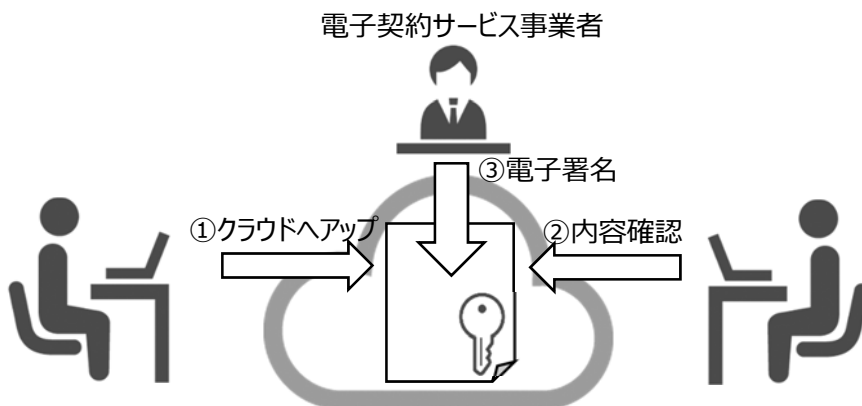 電子契約サービス事業者
③電子署名
①クラウドへアップ
②内容確認